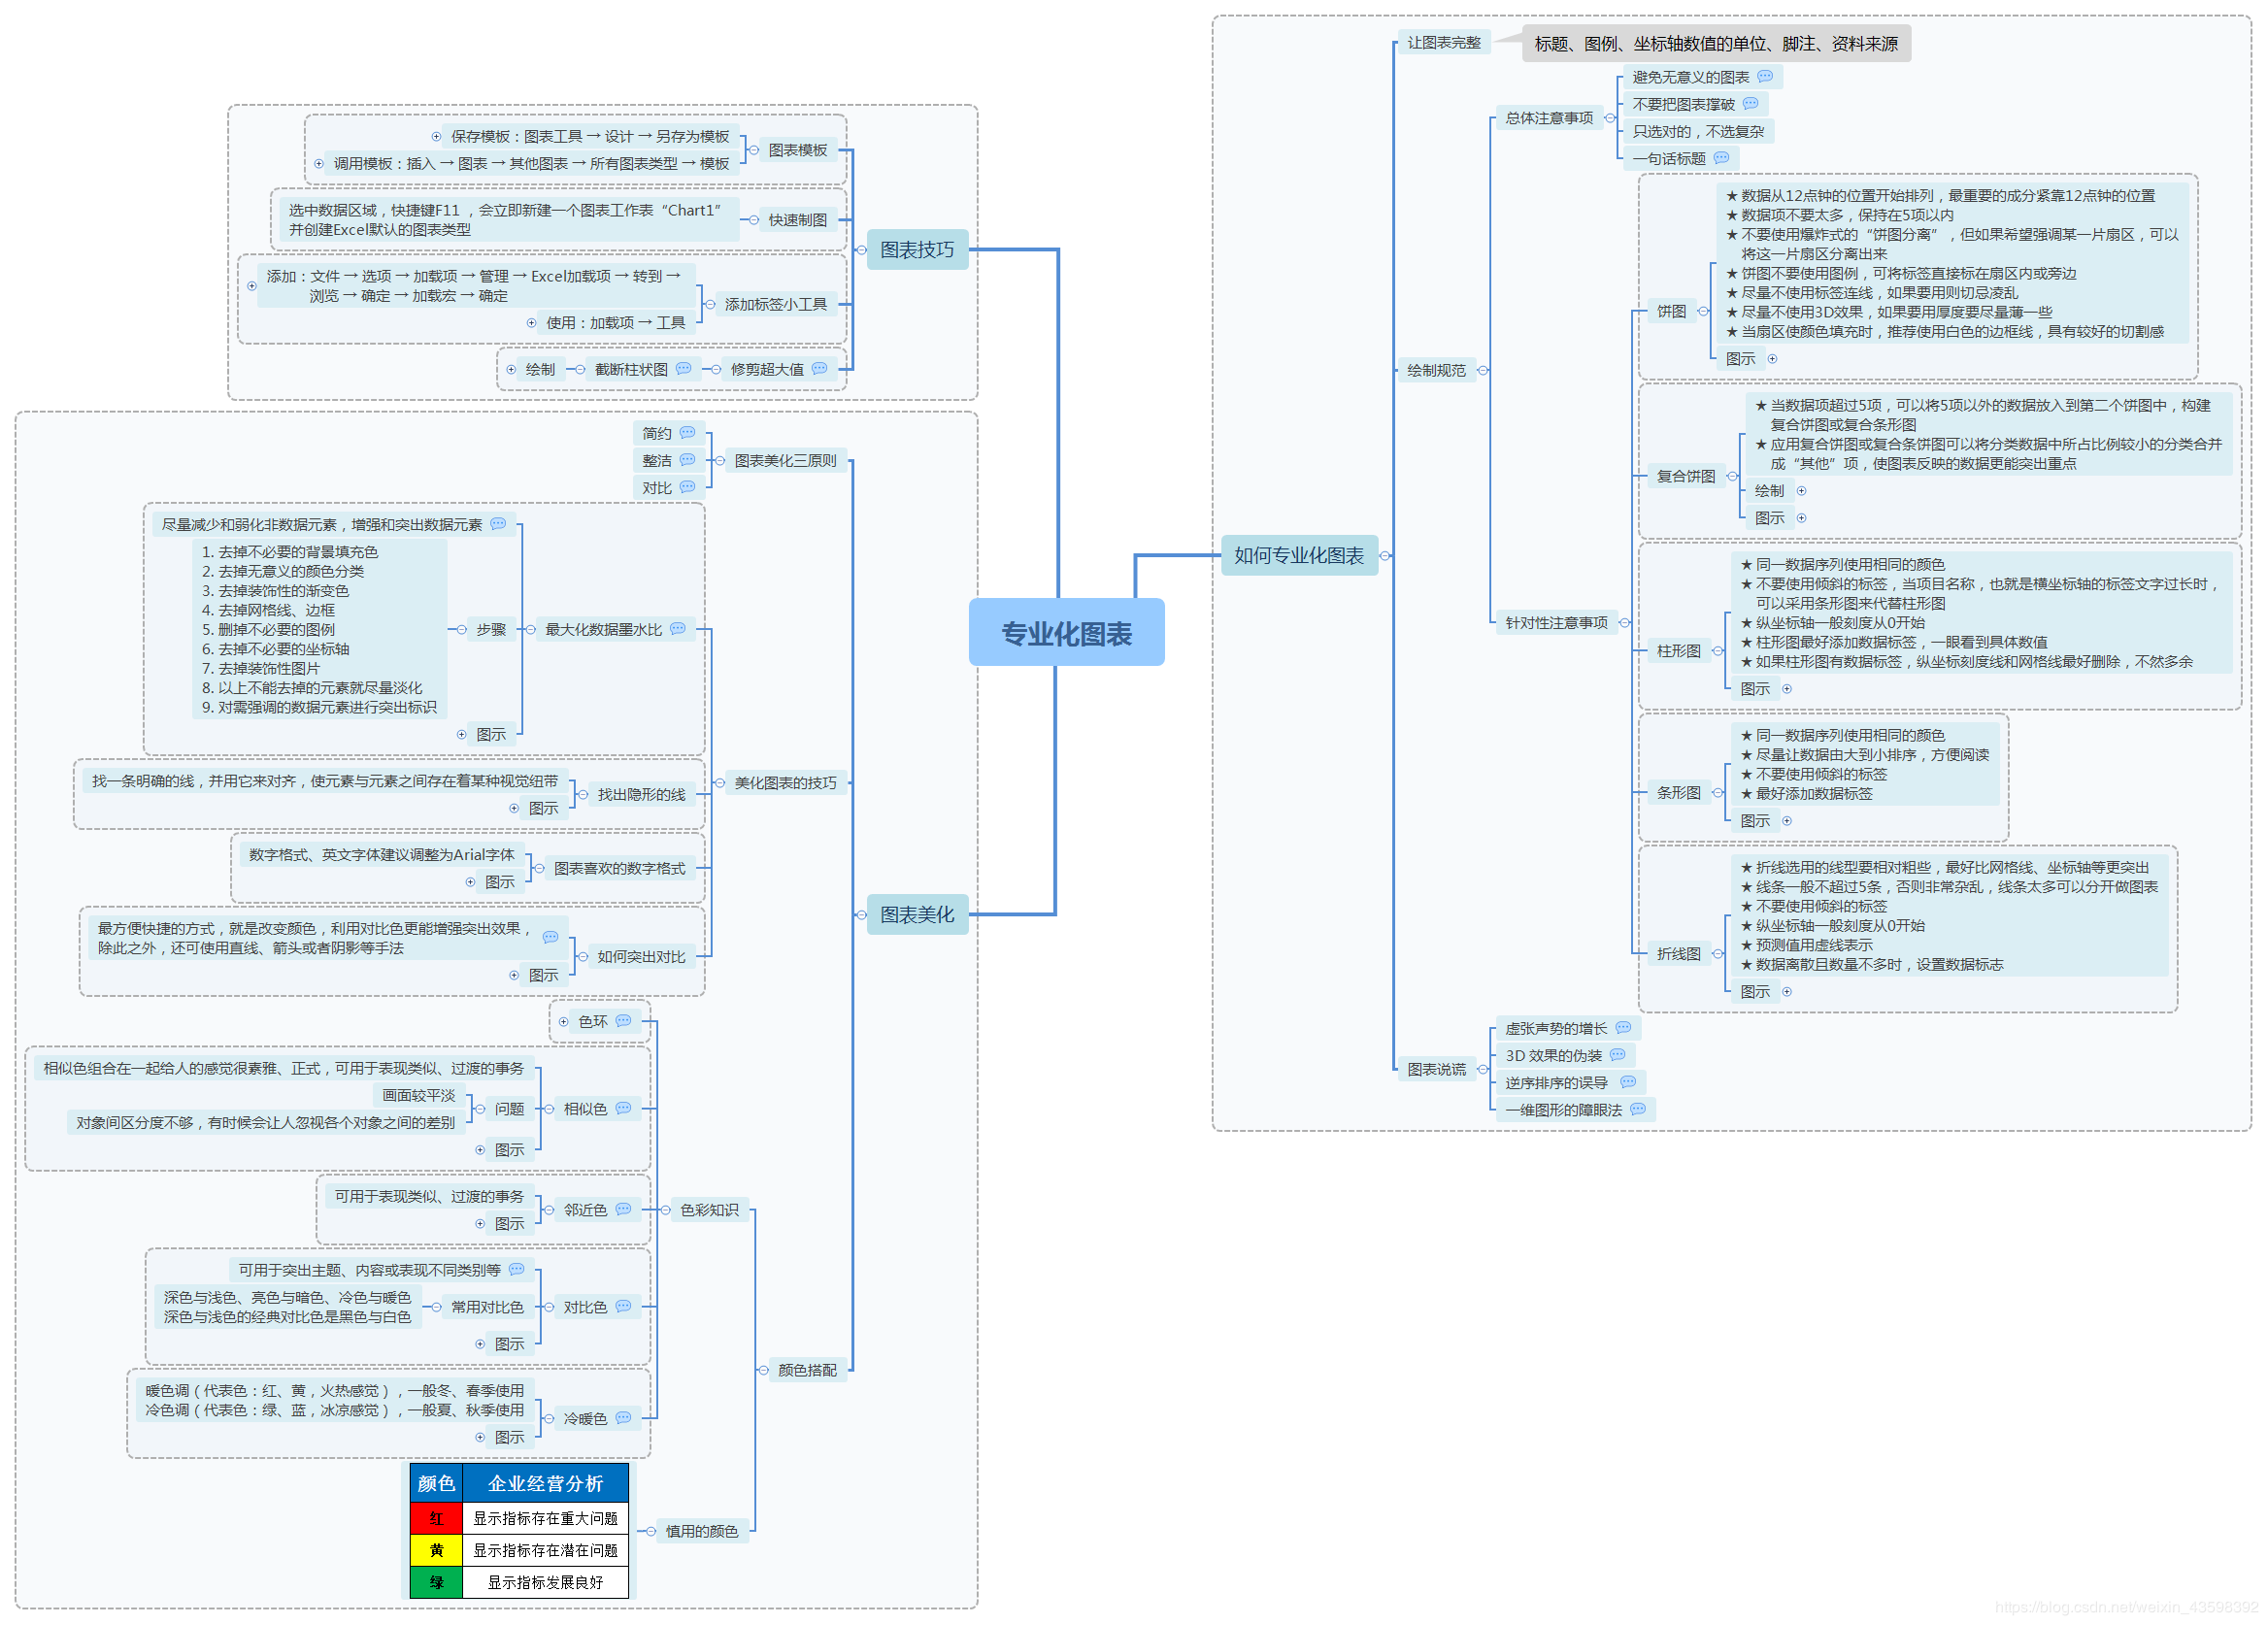 专业化图表
如何专业化图表
让图表完整
标题、图例、坐标轴数值的单位、脚注、资料来源
绘制规范
总体注意事项
避免无意义的图表
不要把图表撑破
只选对的，不选复杂
一句话标题
针对性注意事项
饼图
★ 数据从12点钟的位置开始排列，最重要的成分紧靠12点钟的位置
★ 数据项不要太多，保持在5项以内
★ 不要使用爆炸式的“饼图分离”，但如果希望强调某一片扇区，可以
将这一片扇区分离出来
★ 饼图不要使用图例，可将标签直接标在扇区内或旁边
★ 尽量不使用标签连线，如果要用则切忌凌乱
★ 尽量不使用3D效果，如果要用厚度要尽量薄一些
★ 当扇区使颜色填充时，推荐使用白色的边框线，具有较好的切割感
图示
复合饼图
★ 当数据项超过5项，可以将5项以外的数据放入到第二个饼图中，构建
复合饼图或复合条形图
★ 应用复合饼图或复合条饼图可以将分类数据中所占比例较小的分类合并
成“其他”项，使图表反映的数据更能突出重点
绘制
图示
柱形图
★ 同一数据序列使用相同的颜色
★ 不要使用倾斜的标签，当项目名称，也就是横坐标轴的标签文字过长时，
可以采用条形图来代替柱形图
★ 纵坐标轴一般刻度从0开始
★ 柱形图最好添加数据标签，一眼看到具体数值
★ 如果柱形图有数据标签，纵坐标刻度线和网格线最好删除，不然多余
图示
条形图
★ 同一数据序列使用相同的颜色
★ 尽量让数据由大到小排序，方便阅读
★ 不要使用倾斜的标签
★ 最好添加数据标签
图示
折线图
★ 折线选用的线型要相对粗些，最好比网格线、坐标轴等更突出
★ 线条一般不超过5条，否则非常杂乱，线条太多可以分开做图表
★ 不要使用倾斜的标签
★ 纵坐标轴一般刻度从0开始
★ 预测值用虚线表示
★ 数据离散且数量不多时，设置数据标志
图示
图表说谎
虚张声势的增长
3D 效果的伪装
逆序排序的误导
一维图形的障眼法
图表技巧
图表模板
保存模板：图表工具 → 设计 → 另存为模板
调用模板：插入 → 图表 → 其他图表 → 所有图表类型 → 模板
快速制图
选中数据区域，快捷键F11 ，会立即新建一个图表工作表“Chart1”
并创建Excel默认的图表类型
添加标签小工具
添加：文件 → 选项 → 加载项 → 管理 → Excel加载项 → 转到 →
浏览 → 确定 → 加载宏 → 确定
使用：加载项 → 工具
修剪超大值
截断柱状图
绘制
图表美化
图表美化三原则
简约
整洁
对比
美化图表的技巧
最大化数据墨水比
尽量减少和弱化非数据元素，增强和突出数据元素
步骤
1. 去掉不必要的背景填充色
2. 去掉无意义的颜色分类
3. 去掉装饰性的渐变色
4. 去掉网格线、边框
5. 删掉不必要的图例
6. 去掉不必要的坐标轴
7. 去掉装饰性图片
8. 以上不能去掉的元素就尽量淡化
9. 对需强调的数据元素进行突出标识
图示
找出隐形的线
找一条明确的线，并用它来对齐，使元素与元素之间存在着某种视觉纽带
图示
图表喜欢的数字格式
数字格式、英文字体建议调整为Arial字体
图示
如何突出对比
最方便快捷的方式，就是改变颜色，利用对比色更能增强突出效果，
除此之外，还可使用直线、箭头或者阴影等手法
图示
颜色搭配
色彩知识
色环
相似色
相似色组合在一起给人的感觉很素雅、正式，可用于表现类似、过渡的事务
问题
画面较平淡
对象间区分度不够，有时候会让人忽视各个对象之间的差别
图示
邻近色
可用于表现类似、过渡的事务
图示
对比色
可用于突出主题、内容或表现不同类别等
常用对比色
深色与浅色、亮色与暗色、冷色与暖色
深色与浅色的经典对比色是黑色与白色
图示
冷暖色
暖色调（代表色：红、黄，火热感觉），一般冬、春季使用
冷色调（代表色：绿、蓝，冰凉感觉），一般夏、秋季使用
图示
慎用的颜色
颜色 企业经营分析
红 显示指标存在重大问题
黄 显示指标存在潜在问题
绿 显示指标发展良好
https://blog.csdn.net/weixin_43598392